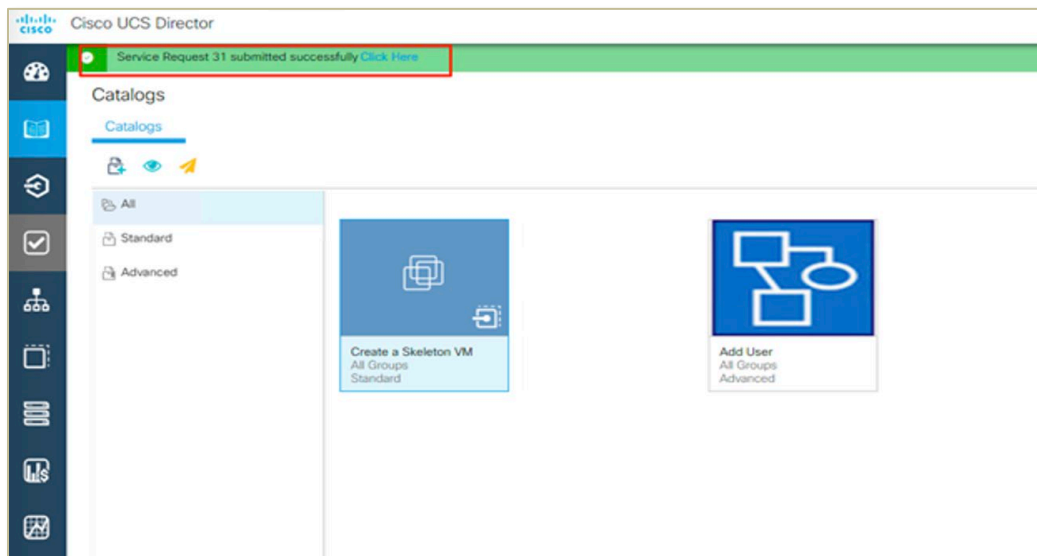 cisco
Cisco UCS Director
Service Request 31 submitted successfully Click Here
Catalogs
Catalogs
All
Standard
Advanced
Create a Skeleton VM
All Groups
Standard
Add User
All Groups
Advanced